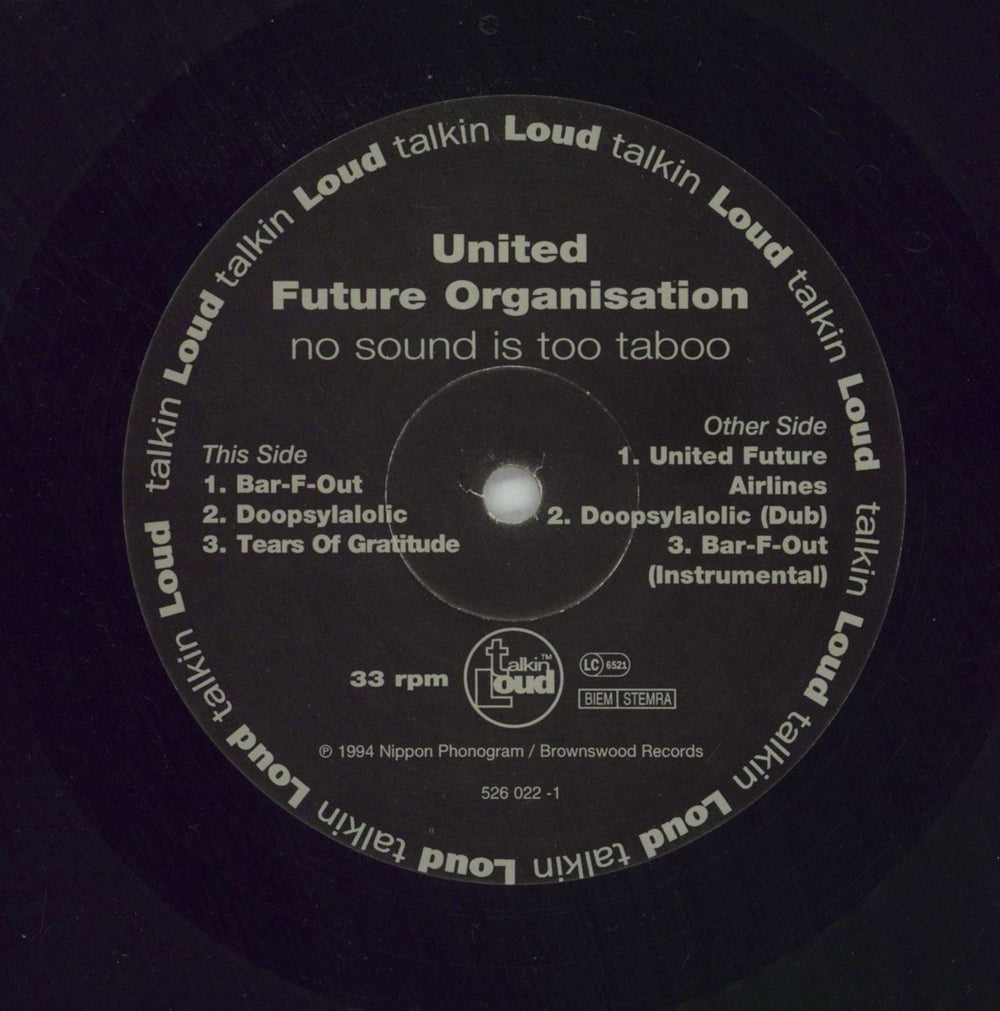 talkin Loud talkin Loud talkin Loud talkin Loud talkin Loud talkin Loud talkin Loud talkin Loud talkin Loud talkin Loud
United
Future Organisation
no sound is too taboo
This Side
1. Bar-F-Out
2. Doopsylalolic
3. Tears Of Gratitude
Other Side
1. United Future
Airlines
2. Doopsylalolic (Dub)
3. Bar-F-Out
(Instrumental)
33 rpm
talkin™
Loud
LC 6521
BIEM STEMRA
℗ 1994 Nippon Phonogram / Brownswood Records
526 022 -1